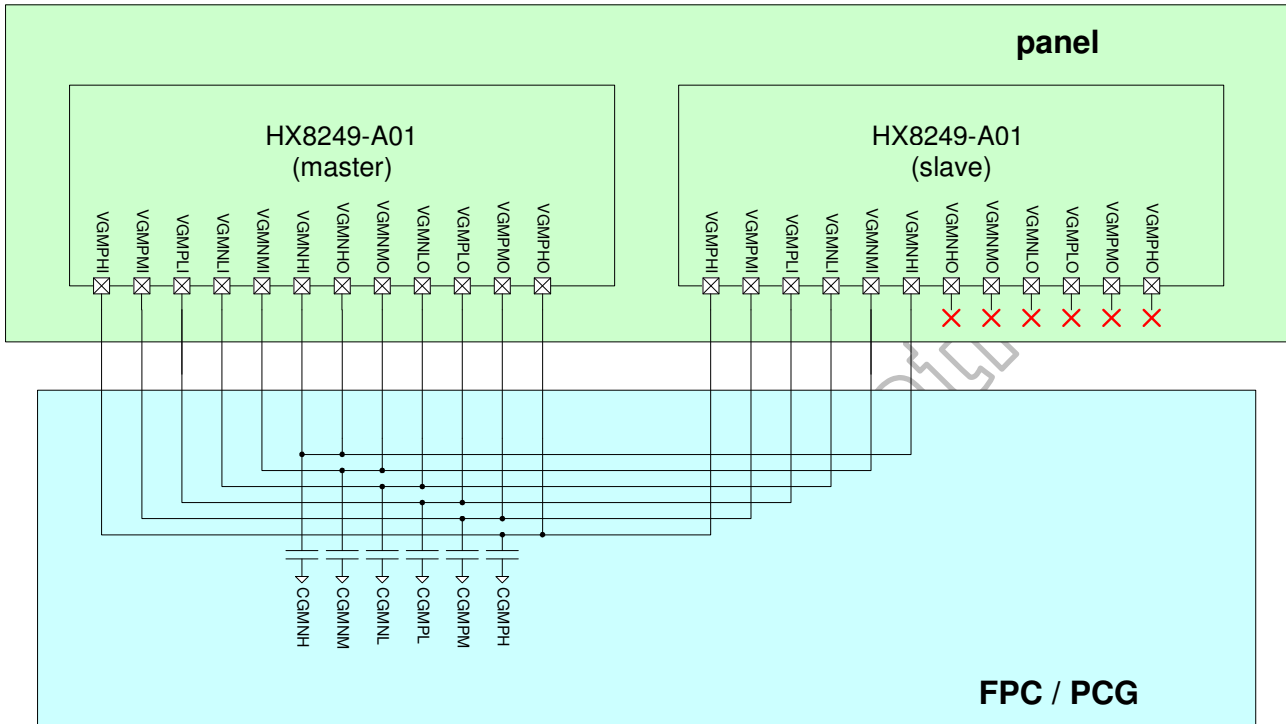 panel
HX8249-A01
(master)
HX8249-A01
(slave)
VGMPHI
VGMPMI
VGMPLI
VGMNLI
VGMNMI
VGMNHI
VGMNHO
VGMNMO
VGMNLO
VGMPLO
VGMPMO
VGMPHO
VGMPHI
VGMPMI
VGMPLI
VGMNLI
VGMNMI
VGMNHI
VGMNHO
VGMNMO
VGMNLO
VGMPLO
VGMPMO
VGMPHO
CGMNH
CGMNM
CGMNL
CGMPL
CGMPM
CGMPH
FPC / PCG